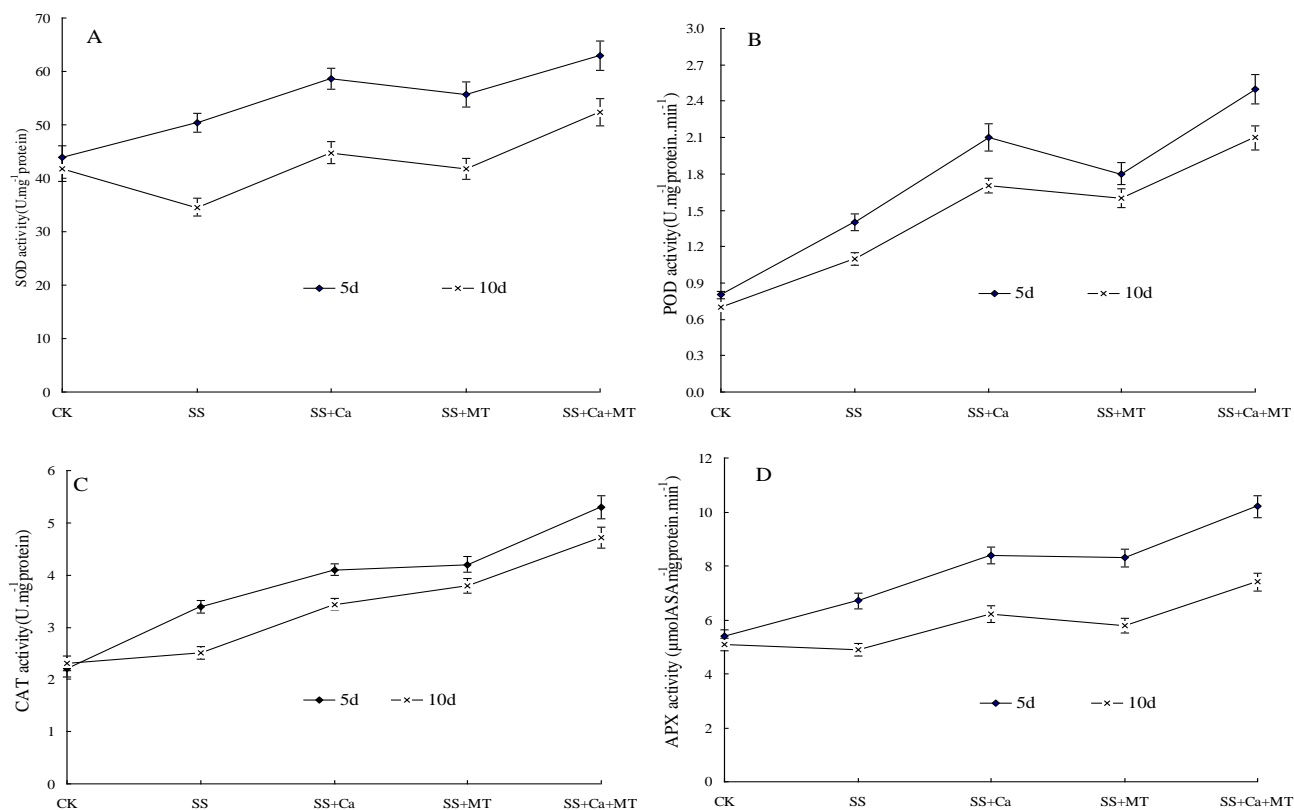 A
SOD activity(U.mg-1protein)
70
60
50
40
30
20
10
0
5d
10d
CK
SS
SS+Ca
SS+MT
SS+Ca+MT
B
POD activity(U.mg-1protein..min-1)
3.0
2.7
2.4
2.1
1.8
1.5
1.2
0.9
0.6
0.3
0.0
5d
10d
CK
SS
SS+Ca
SS+MT
SS+Ca+MT
C
CAT activity(U.mg-1protein)
6
5
4
3
2
1
0
5d
10d
CK
SS
SS+Ca
SS+MT
SS+Ca+MT
D
APX activity (μmolASAmg-1protein.min-1)
12
10
8
6
4
2
0
5d
10d
CK
SS
SS+Ca
SS+MT
SS+Ca+MT